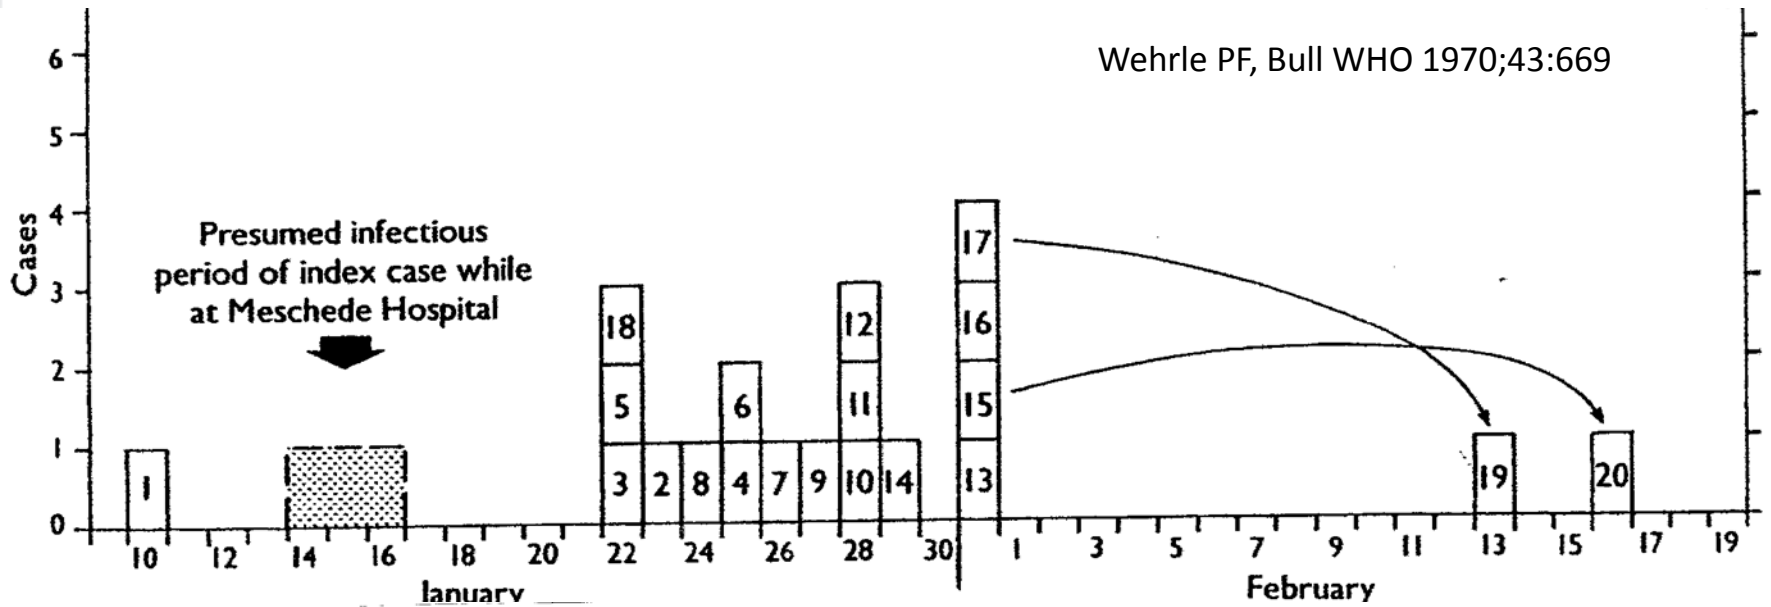 Wehrle PF, Bull WHO 1970;43:669
Cases
6
5
4
3
2
1
0
Presumed infectious
period of index case while
at Meschede Hospital
17
18 12 16
5 6 11 15
1 3 2 8 4 7 9 10 14 13 19 20
10 12 14 16 18 20 22 24 26 28 30 1 3 5 7 9 11 13 15 17 19
January February